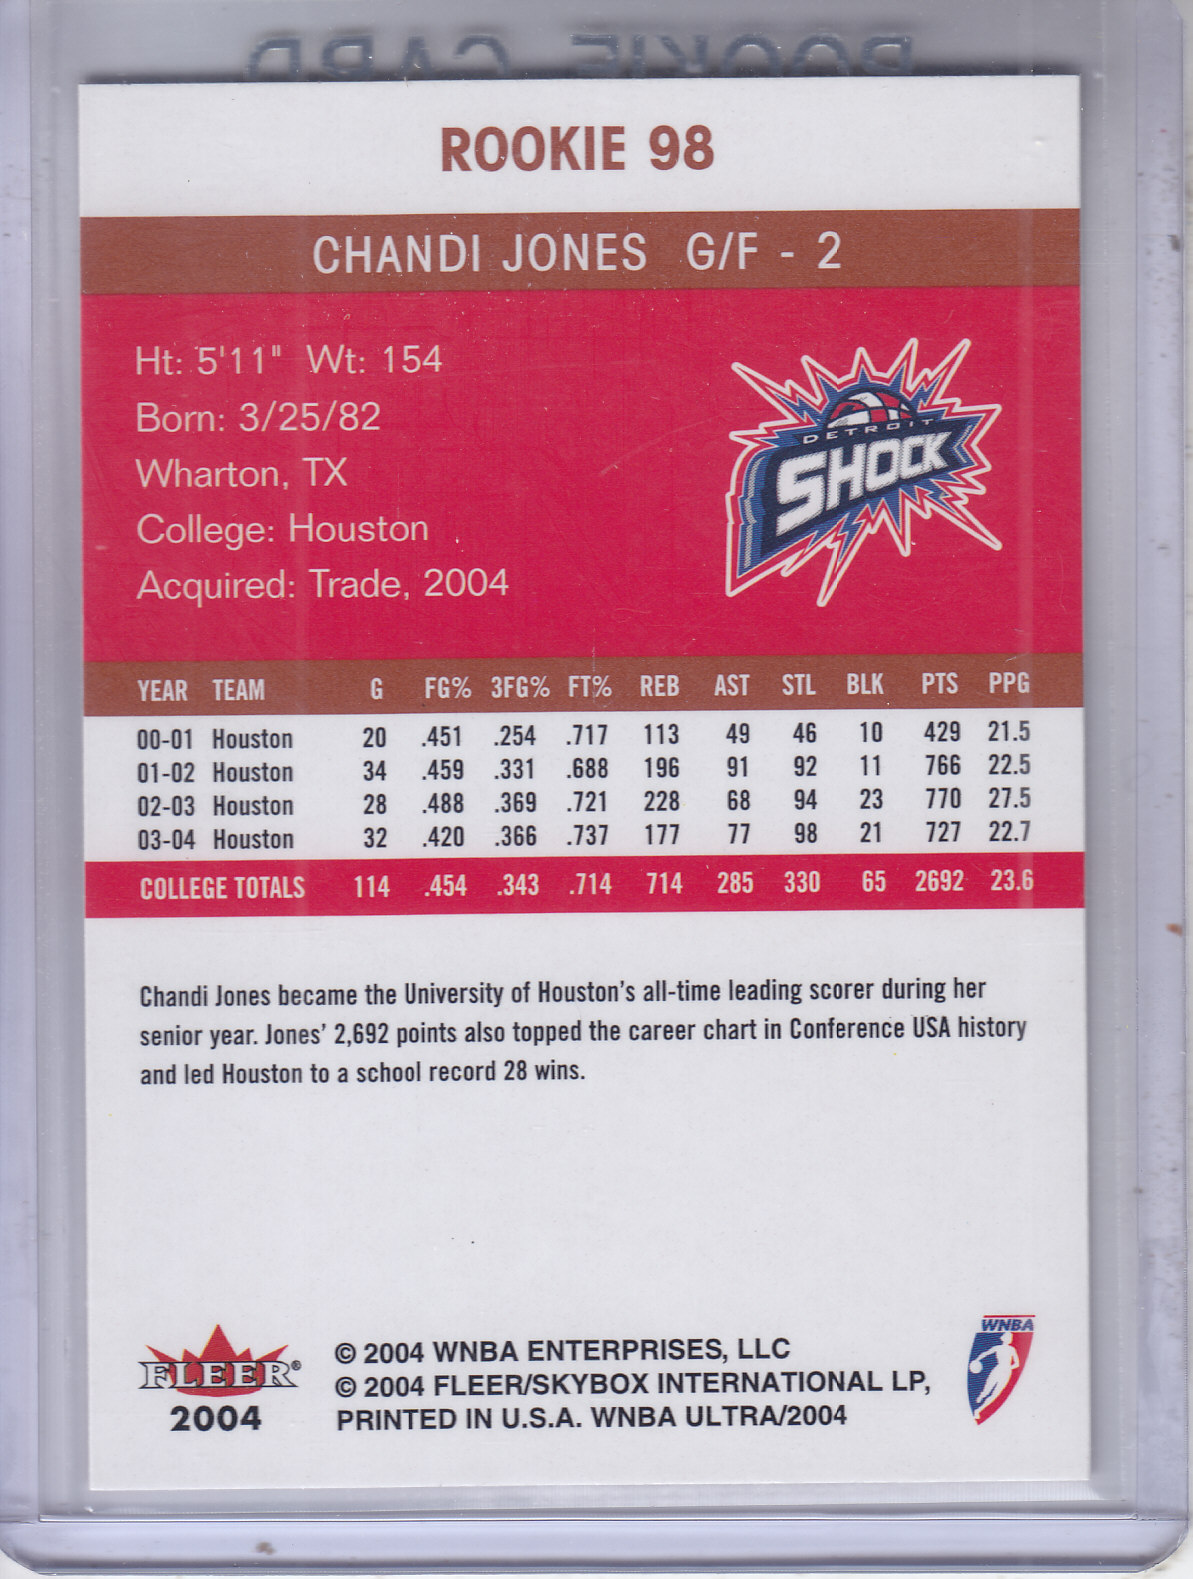 ROOKIE CARD
ROOKIE 98
CHANDI JONES G/F - 2
Ht: 5'11" Wt: 154
Born: 3/25/82
Wharton, TX
College: Houston
Acquired: Trade, 2004
DETROIT
SHOCK
YEAR TEAM G FG% 3FG% FT% REB AST STL BLK PTS PPG
00-01 Houston 20 .451 .254 .717 113 49 46 10 429 21.5
01-02 Houston 34 .459 .331 .688 196 91 92 11 766 22.5
02-03 Houston 28 .488 .369 .721 228 68 94 23 770 27.5
03-04 Houston 32 .420 .366 .737 177 77 98 21 727 22.7
COLLEGE TOTALS 114 .454 .343 .714 714 285 330 65 2692 23.6
Chandi Jones became the University of Houston's all-time leading scorer during her
senior year. Jones' 2,692 points also topped the career chart in Conference USA history
and led Houston to a school record 28 wins.
FLEER®
2004
© 2004 WNBA ENTERPRISES, LLC
© 2004 FLEER/SKYBOX INTERNATIONAL LP,
PRINTED IN U.S.A. WNBA ULTRA/2004
WNBA